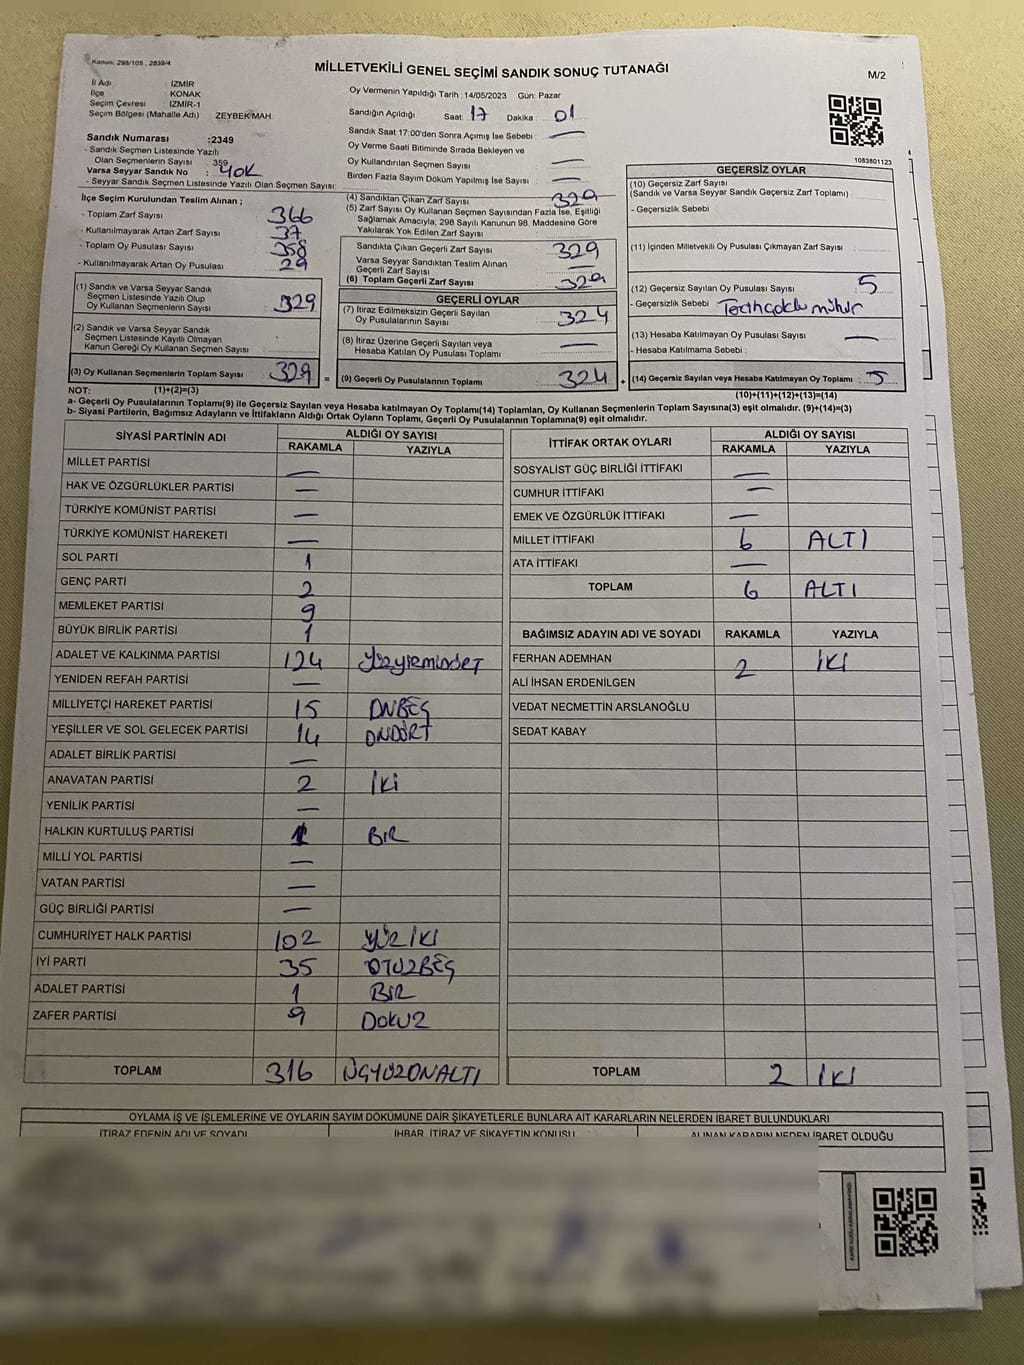 Kanun, 298/105 , 2839/4
MİLLETVEKİLİ GENEL SEÇİMİ SANDIK SONUÇ TUTANAĞI
M/2
İl Adı : İZMİR
İlçe KONAK
Seçim Çevresi İZMİR-1
Seçim Bölgesi (Mahalle Adı) ZEYBEK MAH.
Sandık Numarası :2349
- Sandık Seçmen Listesinde Yazılı
Olan Seçmenlerin Sayısı 359
Varsa Seyyar Sandık No : YOK
- Seyyar Sandık Seçmen Listesinde Yazılı Olan Seçmen Sayısı:
Oy Vermenin Yapıldığı Tarih :14/05/2023 Gün: Pazar
Sandığın Açıldığı Saat: 17 Dakika : 01
Sandık Saat 17:00'den Sonra Açımış İse Sebebi : —
Oy Verme Saati Bitiminde Sırada Bekleyen ve
Oy Kullandırılan Seçmen Sayısı —
Birden Fazla Sayım Döküm Yapılmış İse Sayısı : —
1083801123
İlçe Seçim Kurulundan Teslim Alınan ;
- Toplam Zarf Sayısı : 366
- Kullanılmayarak Artan Zarf Sayısı : 37
- Toplam Oy Pusulası Sayısı 358
- Kullanılmayarak Artan Oy Pusulası : 29
(1) Sandık ve Varsa Seyyar Sandık
Seçmen Listesinde Yazılı Olup
Oy Kullanan Seçmenlerin Sayısı : 329
(2) Sandık ve Varsa Seyyar Sandık
Seçmen Listesinde Kayıtlı Olmayan
Kanun Gereği Oy Kullanan Seçmen Sayısı :
(3) Oy Kullanan Seçmenlerin Toplam Sayısı : 329 =
(4) Sandıktan Çıkan Zarf Sayısı : 329
(5) Zarf Sayısı Oy Kullanan Seçmen Sayısından Fazla İse, Eşitliği
Sağlamak Amacıyla, 298 Sayılı Kanunun 98. Maddesine Göre
Yakılarak Yok Edilen Zarf Sayısı :
Sandıkta Çıkan Geçerli Zarf Sayısı : 329
Varsa Seyyar Sandıktan Teslim Alınan
Geçerli Zarf Sayısı : —
(6) Toplam Geçerli Zarf Sayısı : 329
GEÇERLİ OYLAR
(7) İtiraz Edilmeksizin Geçerli Sayılan
Oy Pusulalarının Sayısı : 324
(8) İtiraz Üzerine Geçerli Sayılan veya
Hesaba Katılan Oy Pusulası Toplamı : —
(9) Geçerli Oy Pusulalarının Toplamı : 324 +
GEÇERSİZ OYLAR
(10) Geçersiz Zarf Sayısı
(Sandık ve Varsa Seyyar Sandık Geçersiz Zarf Toplamı) :
- Geçersizlik Sebebi
(11) İçinden Milletvekili Oy Pusulası Çıkmayan Zarf Sayısı :
(12) Geçersiz Sayılan Oy Pusulası Sayısı : 5
- Geçersizlik Sebebi :
(13) Hesaba Katılmayan Oy Pusulası Sayısı : —
- Hesaba Katılmama Sebebi :
(14) Geçersiz Sayılan veya Hesaba Katılmayan Oy Toplamı : 5
NOT: (1)+(2)=(3) (10)+(11)+(12)+(13)=(14)
a- Geçerli Oy Pusulalarının Toplamı(9) ile Geçersiz Sayılan veya Hesaba katılmayan Oy Toplamı(14) Toplamları, Oy Kullanan Seçmenlerin Toplam Sayısına(3) eşit olmalıdır. (9)+(14)=(3)
b- Siyasi Partilerin, Bağımsız Adayların ve İttifakların Aldığı Ortak Oyların Toplamı, Geçerli Oy Pusulalarının Toplamına(9) eşit olmalıdır.
SİYASİ PARTİNİN ADI ALDIĞI OY SAYISI
RAKAMLA YAZIYLA
MİLLET PARTİSİ —
HAK VE ÖZGÜRLÜKLER PARTİSİ —
TÜRKİYE KOMÜNİST PARTİSİ —
TÜRKİYE KOMÜNİST HAREKETİ —
SOL PARTİ 1
GENÇ PARTİ 2
MEMLEKET PARTİSİ 9
BÜYÜK BİRLİK PARTİSİ 1
ADALET VE KALKINMA PARTİSİ 124 yüzyirmidört
YENİDEN REFAH PARTİSİ —
MİLLİYETÇİ HAREKET PARTİSİ 15 ONBEŞ
YEŞİLLER VE SOL GELECEK PARTİSİ 14 ONDÖRT
ADALET BİRLİK PARTİSİ —
ANAVATAN PARTİSİ 2 İki
YENİLİK PARTİSİ —
HALKIN KURTULUŞ PARTİSİ 1 BİR
MİLLİ YOL PARTİSİ —
VATAN PARTİSİ —
GÜÇ BİRLİĞİ PARTİSİ —
CUMHURİYET HALK PARTİSİ 102 YÜZİKİ
İYİ PARTİ 35 OTUZBEŞ
ADALET PARTİSİ 1 BİR
ZAFER PARTİSİ 9 DOKUZ
TOPLAM 316 ÜÇYÜZONALTI
İTTİFAK ORTAK OYLARI ALDIĞI OY SAYISI
RAKAMLA YAZIYLA
SOSYALİST GÜÇ BİRLİĞİ İTTİFAKI —
CUMHUR İTTİFAKI —
EMEK VE ÖZGÜRLÜK İTTİFAKI —
MİLLET İTTİFAKI 6 ALTI
ATA İTTİFAKI —
TOPLAM 6 ALTI
BAĞIMSIZ ADAYIN ADI VE SOYADI RAKAMLA YAZIYLA
FERHAN ADEMHAN 2 İKİ
ALİ İHSAN ERDENİLGEN
VEDAT NECMETTİN ARSLANOĞLU
SEDAT KABAY
TOPLAM 2 İKİ
OYLAMA İŞ VE İŞLEMLERİNE VE OYLARIN SAYIM DÖKÜMÜNE DAİR ŞİKAYETLERLE BUNLARA AİT KARARLARIN NELERDEN İBARET BULUNDUKLARI
İTİRAZ EDENİN ADI VE SOYADI İHBAR, İTİRAZ VE ŞİKAYETİN KONUSU ALINAN KARARIN NEDEN İBARET OLDUĞU